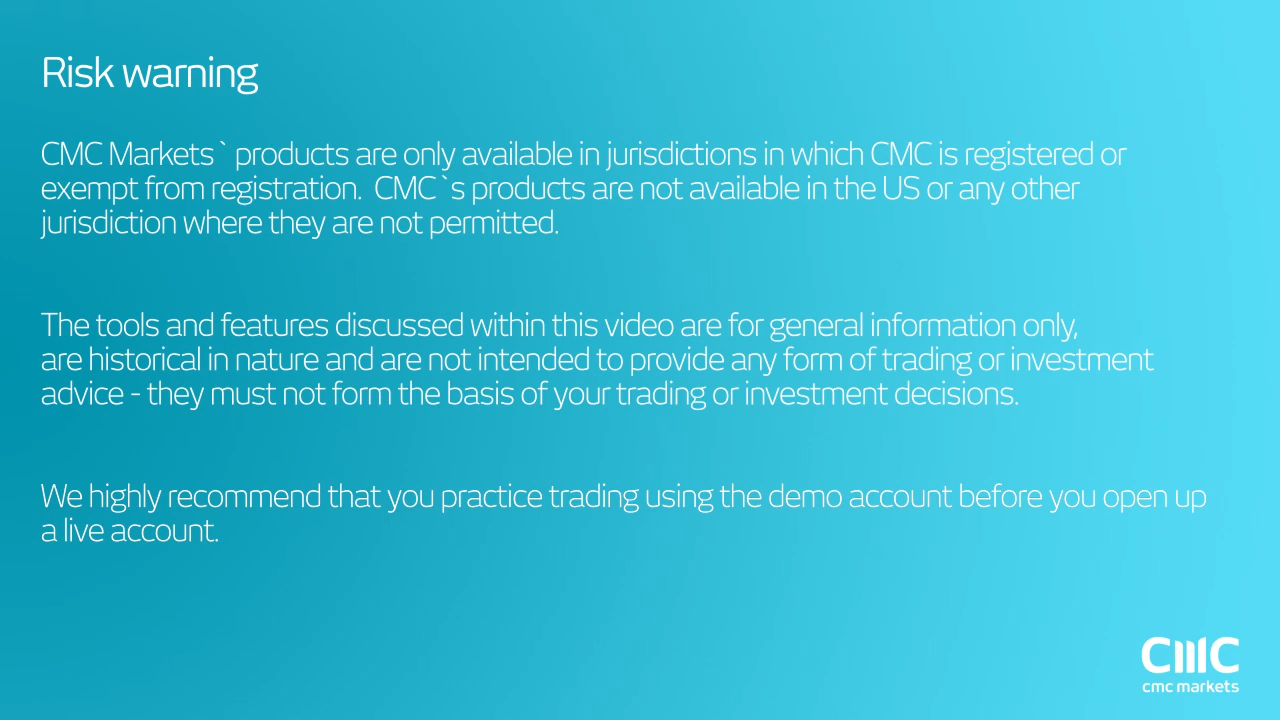 Risk warning
CMC Markets` products are only available in jurisdictions in which CMC is registered or
exempt from registration.  CMC`s products are not available in the US or any other
jurisdiction where they are not permitted.
The tools and features discussed within this video are for general information only,
are historical in nature and are not intended to provide any form of trading or investment
advice - they must not form the basis of your trading or investment decisions.
We highly recommend that you practice trading using the demo account before you open up
a live account.
CMC
cmc markets